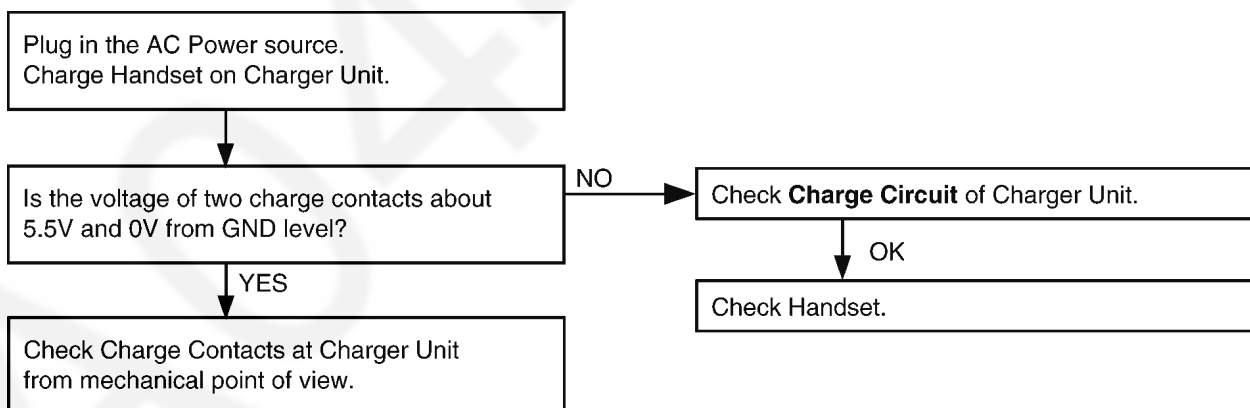 Plug in the AC Power source.
Charge Handset on Charger Unit.
Is the voltage of two charge contacts about
5.5V and 0V from GND level?
NO
Check Charge Circuit of Charger Unit.
OK
Check Handset.
YES
Check Charge Contacts at Charger Unit
from mechanical point of view.